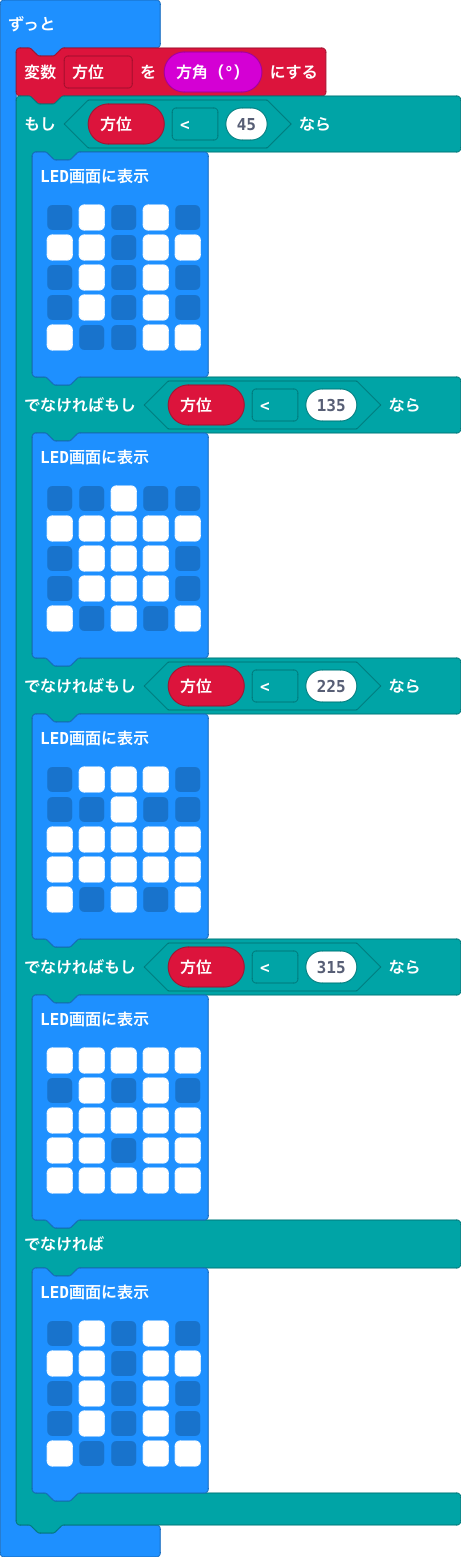 ずっと
変数 方位 を 方角(°) にする
もし 方位 < 45 なら
LED画面に表示
でなければもし 方位 < 135 なら
LED画面に表示
でなければもし 方位 < 225 なら
LED画面に表示
でなければもし 方位 < 315 なら
LED画面に表示
でなければ
LED画面に表示